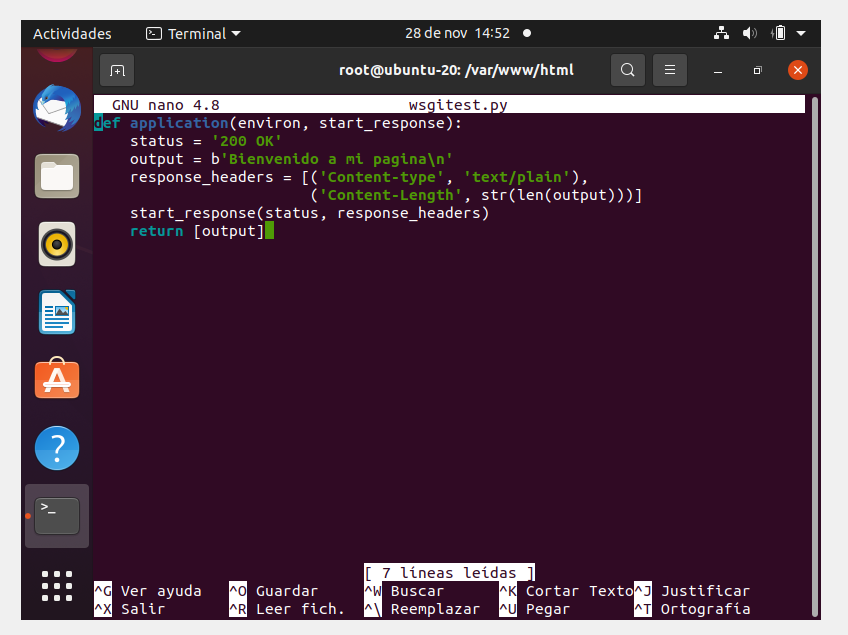 Actividades
Terminal
28 de nov 14:52
root@ubuntu-20: /var/www/html
GNU nano 4.8 wsgitest.py
def application(environ, start_response):
    status = '200 OK'
    output = b'Bienvenido a mi pagina\n'
    response_headers = [('Content-type', 'text/plain'),
                        ('Content-Length', str(len(output)))]
    start_response(status, response_headers)
    return [output]
[ 7 líneas leídas ]
^G Ver ayuda ^O Guardar ^W Buscar ^K Cortar Texto ^J Justificar
^X Salir ^R Leer fich. ^\ Reemplazar ^U Pegar ^T Ortografía